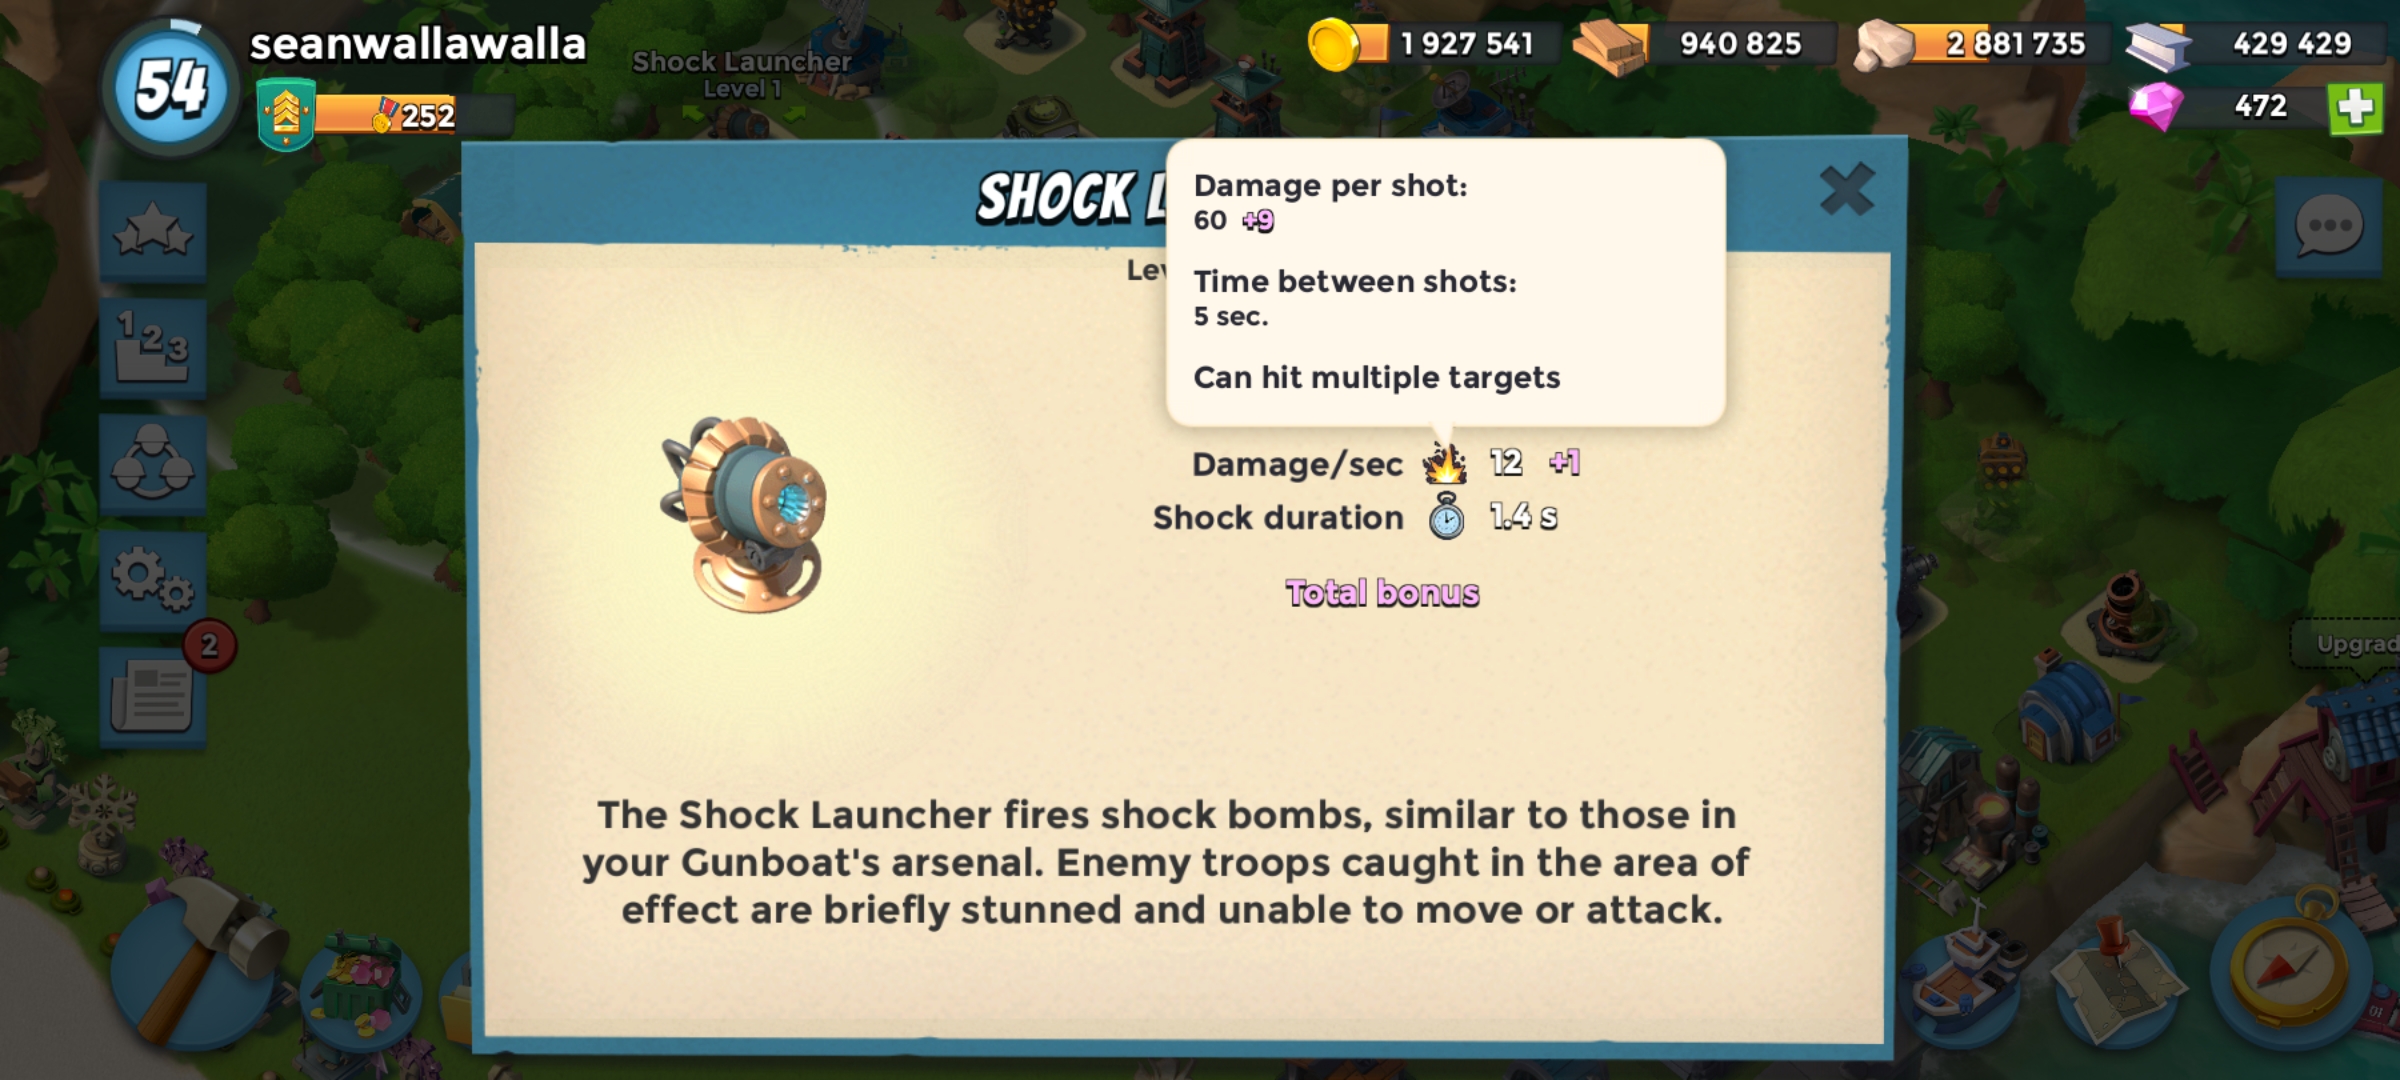 54
seanwallawalla
252
Shock Launcher
Level 1
1 927 541
940 825
2 881 735
429 429
472
SHOCK
Damage per shot:
60 +9
Time between shots:
5 sec.
Can hit multiple targets
Damage/sec 12 +1
Shock duration 1.4 s
Total bonus
1 2 3
2
The Shock Launcher fires shock bombs, similar to those in
your Gunboat's arsenal. Enemy troops caught in the area of
effect are briefly stunned and unable to move or attack.